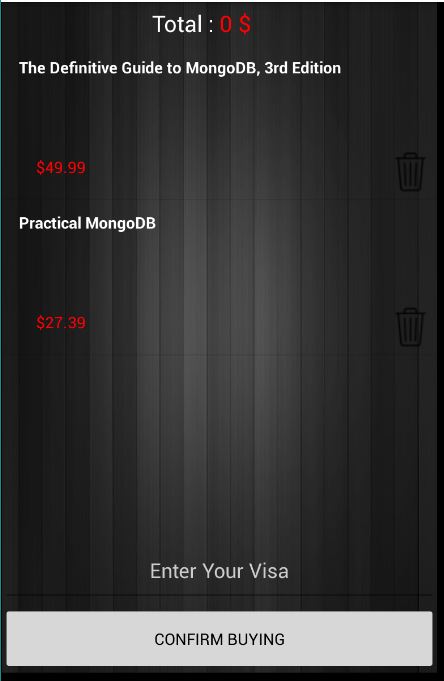 Total : 0 $
The Definitive Guide to MongoDB, 3rd Edition
$49.99
Practical MongoDB
$27.39
Enter Your Visa
CONFIRM BUYING